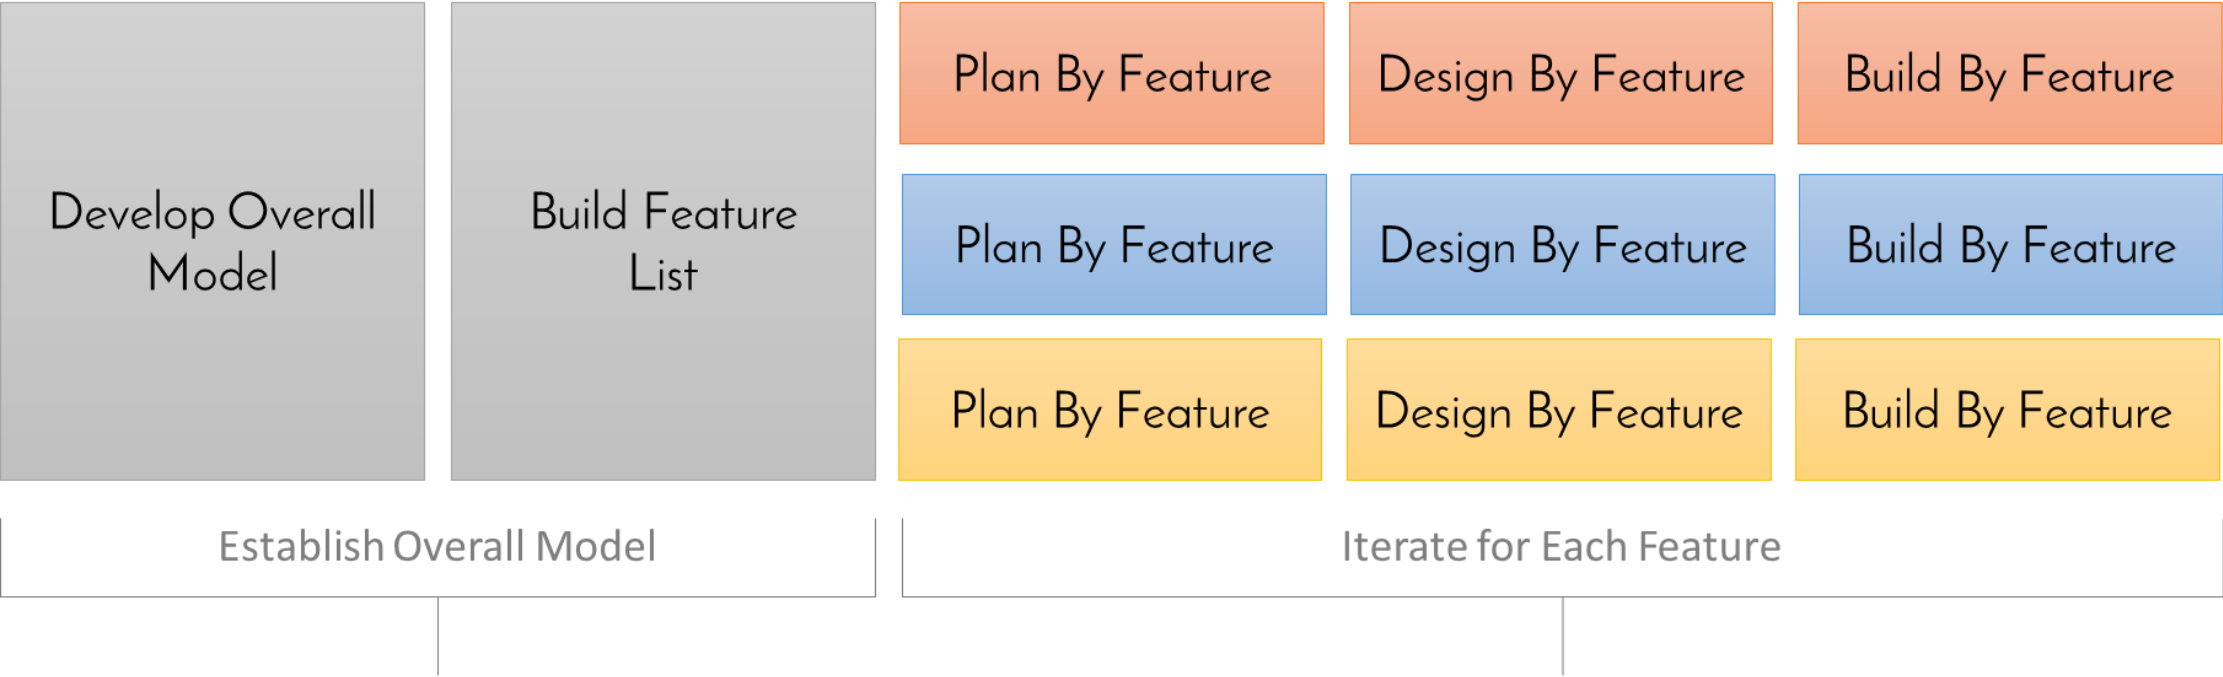 Develop Overall
Model
Build Feature
List
Plan By Feature
Design By Feature
Build By Feature
Plan By Feature
Design By Feature
Build By Feature
Plan By Feature
Design By Feature
Build By Feature
Establish Overall Model
Iterate for Each Feature